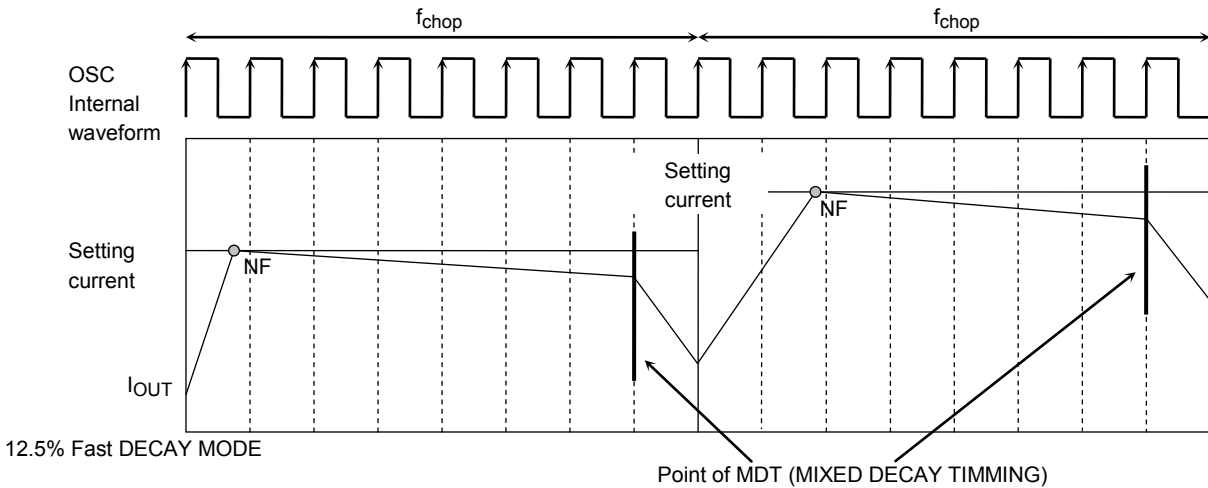 fchop
fchop
OSC
Internal
waveform
Setting
current
NF
Setting
current
NF
IOUT
12.5% Fast DECAY MODE
Point of MDT (MIXED DECAY TIMMING)